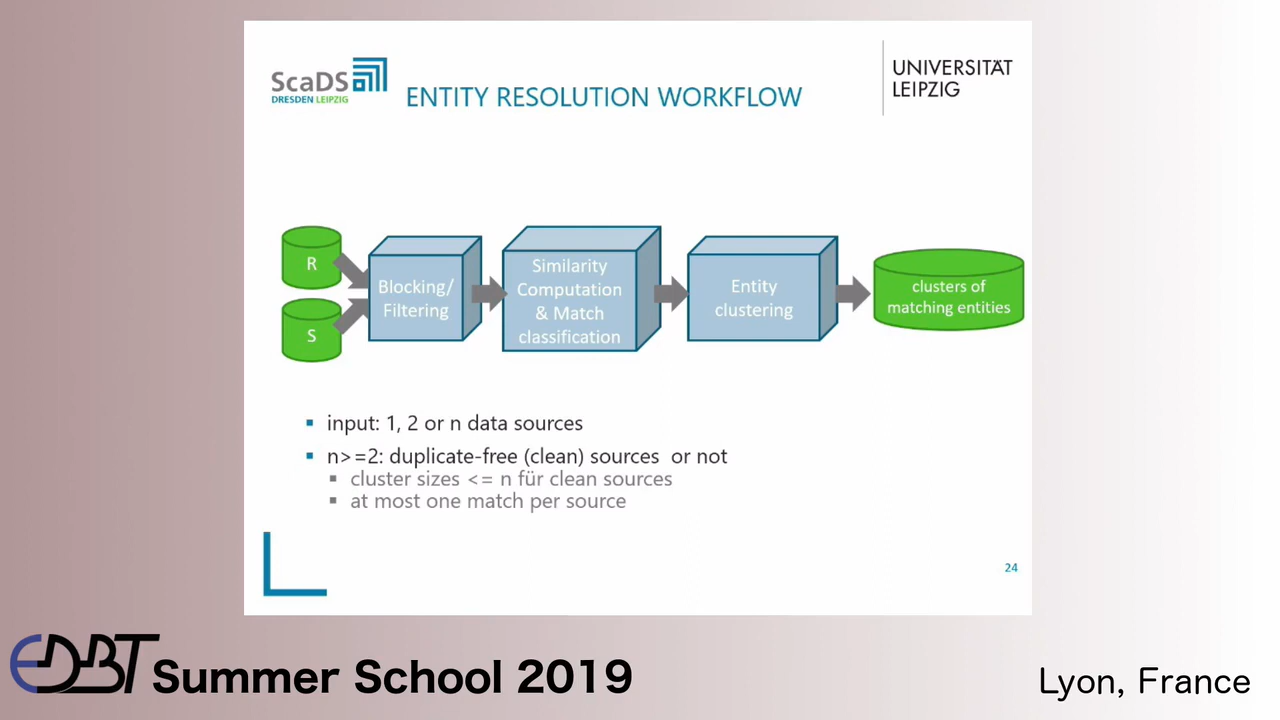 ScaDS
DRESDEN LEIPZIG
ENTITY RESOLUTION WORKFLOW
UNIVERSITÄT
LEIPZIG
R
S
Blocking/
Filtering
Similarity
Computation
& Match
classification
Entity
clustering
clusters of
matching entities
input: 1, 2 or n data sources
n>=2: duplicate-free (clean) sources or not
cluster sizes <= n für clean sources
at most one match per source
24
EDBT Summer School 2019
Lyon, France